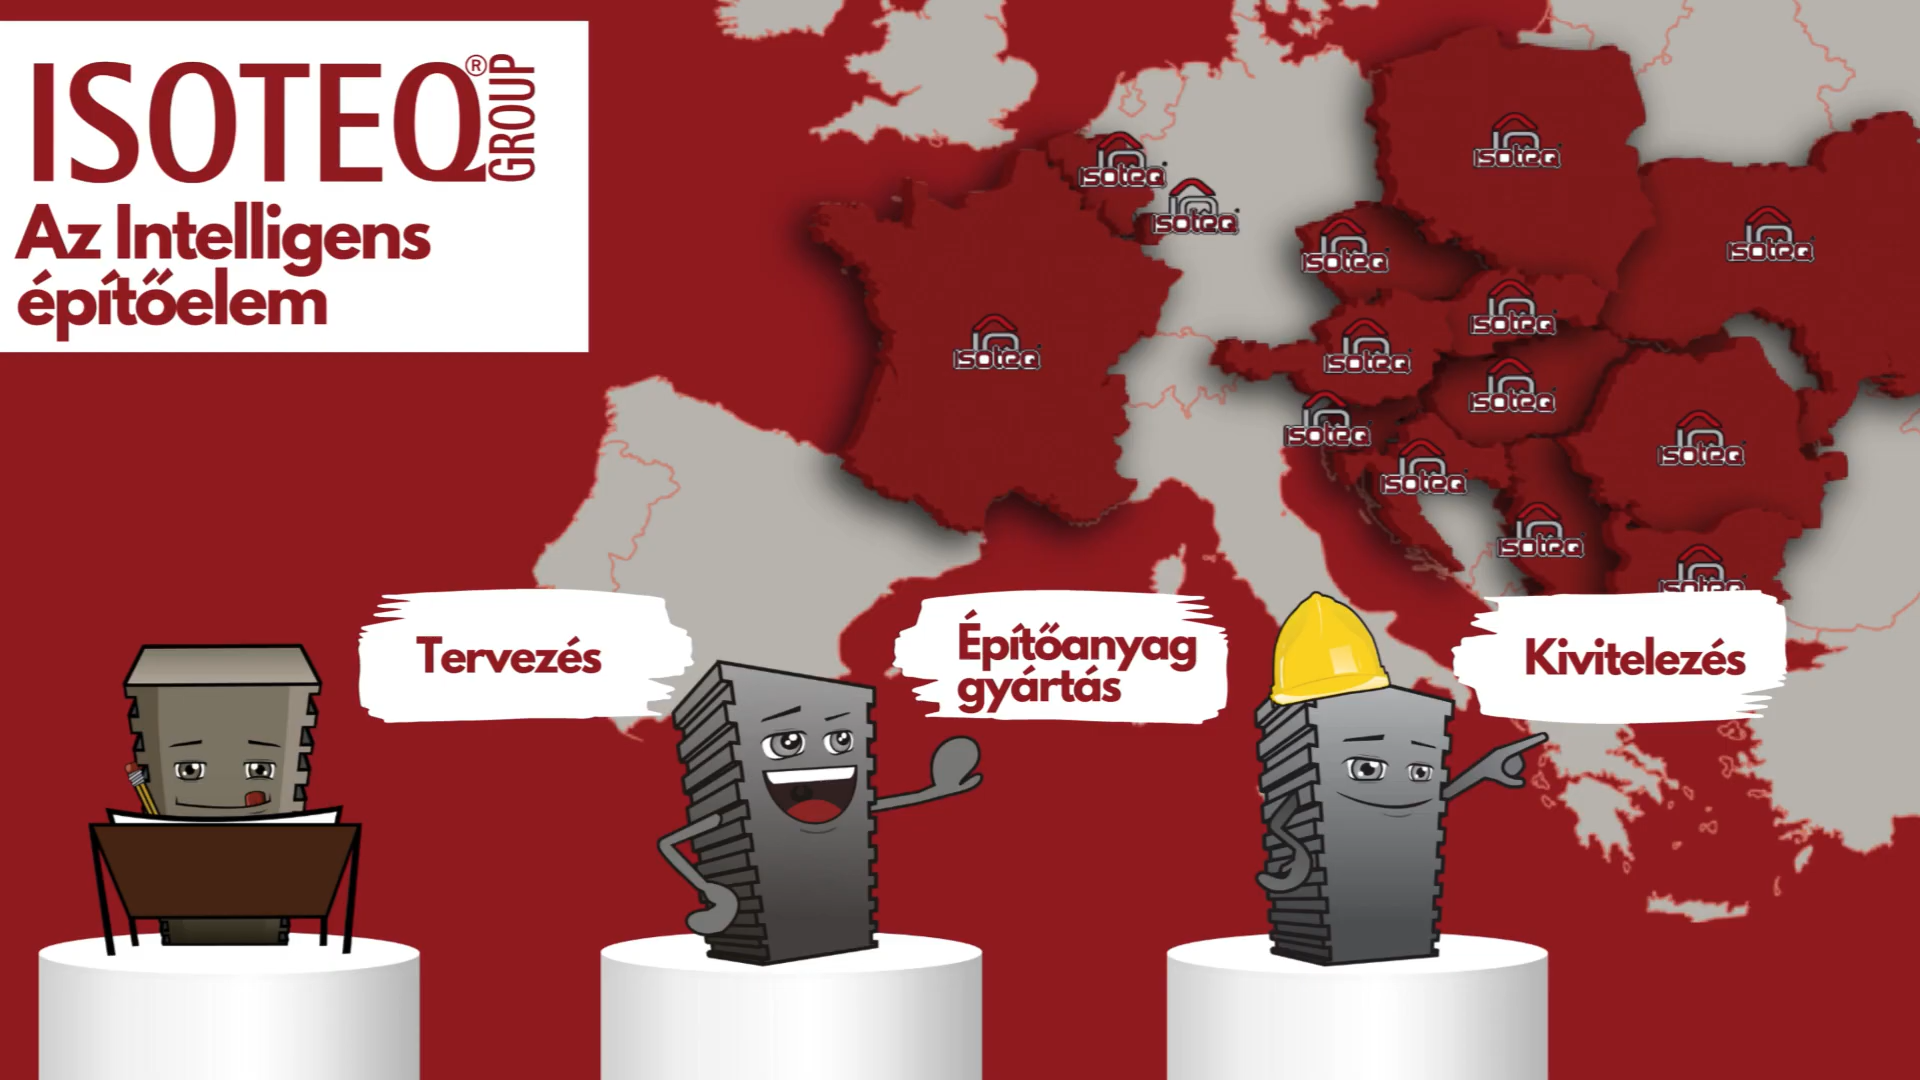 ISOTEQ® GROUP
Az Intelligens
építőelem
isoteq
isoteq
isoteq
isoteq
isoteq
isoteq
isoteq
isoteq
isoteq
isoteq
isoteq
isoteq
isoteq
isoteq
Tervezés
Építőanyag
gyártás
Kivitelezés